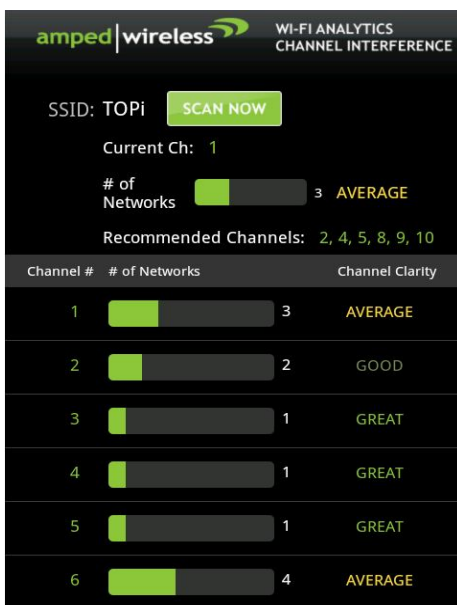 amped wireless
WI-FI ANALYTICS
CHANNEL INTERFERENCE
SSID: TOPi SCAN NOW
Current Ch: 1
# of
Networks 3 AVERAGE
Recommended Channels: 2, 4, 5, 8, 9, 10
Channel # # of Networks Channel Clarity
1 3 AVERAGE
2 2 GOOD
3 1 GREAT
4 1 GREAT
5 1 GREAT
6 4 AVERAGE